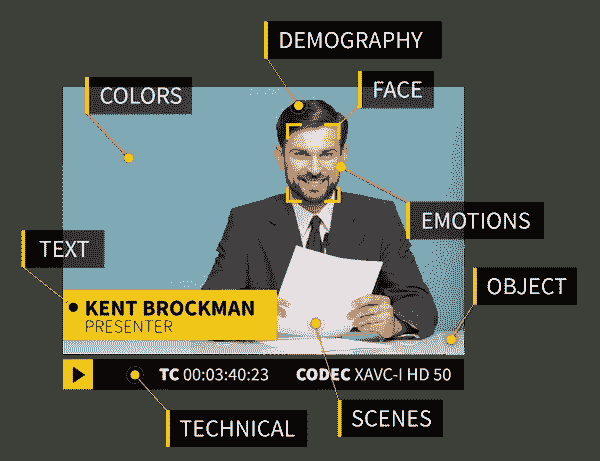 DEMOGRAPHY
FACE
COLORS
EMOTIONS
TEXT
OBJECT
KENT BROCKMAN
PRESENTER
TC 00:03:40:23 CODEC XAVC-I HD 50
SCENES
TECHNICAL